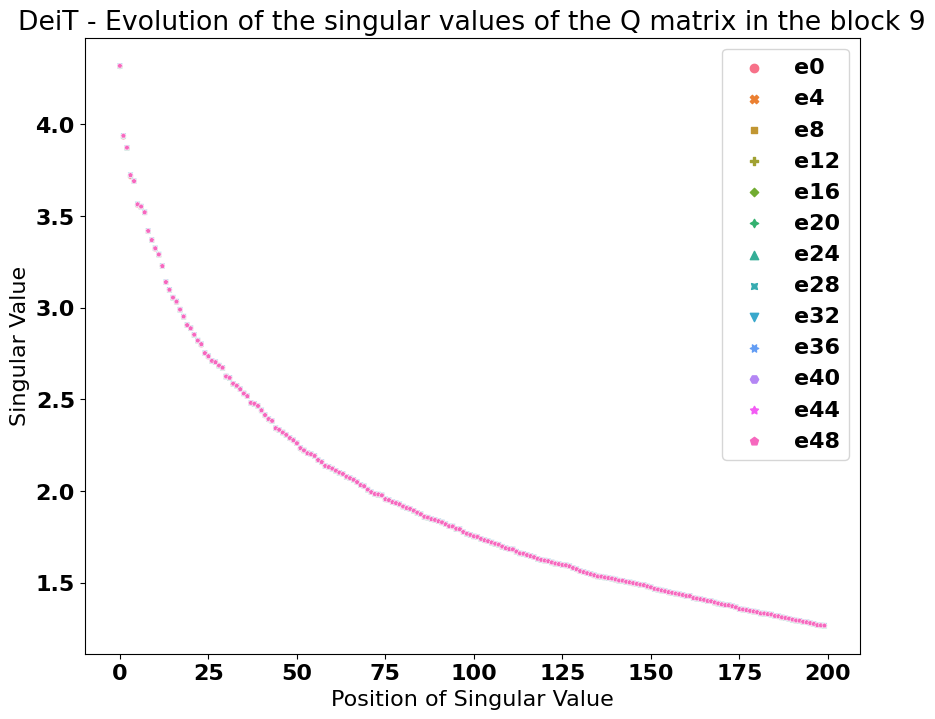 DeiT - Evolution of the singular values of the Q matrix in the block 9
e0
e4
e8
e12
e16
e20
e24
e28
e32
e36
e40
e44
e48
Singular Value
4.0
3.5
3.0
2.5
2.0
1.5
0 25 50 75 100 125 150 175 200
Position of Singular Value